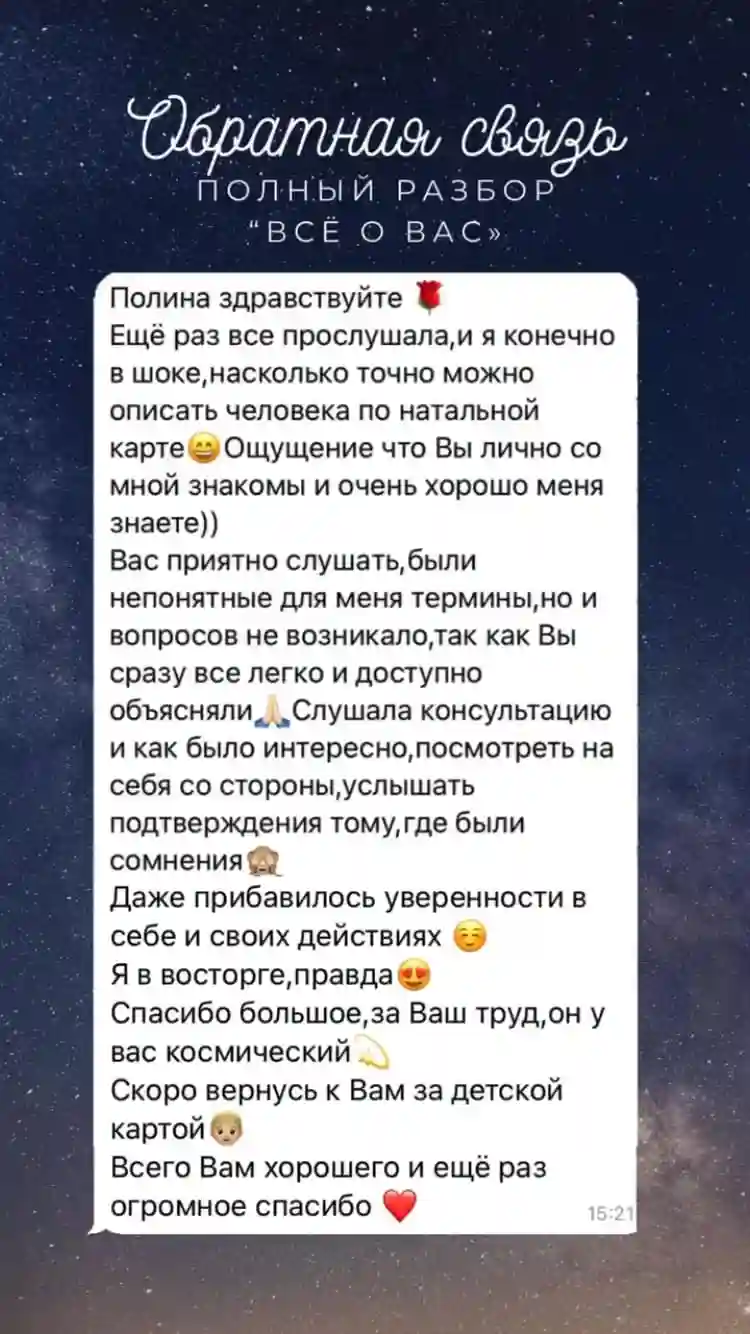 Обратная связь
ПОЛНЫЙ РАЗБОР
“ВСЁ О ВАС»
Полина здравствуйте 🌹
Ещё раз все прослушала,и я конечно
в шоке,насколько точно можно
описать человека по натальной
карте😄Ощущение что Вы лично со
мной знакомы и очень хорошо меня
знаете))
Вас приятно слушать,были
непонятные для меня термины,но и
вопросов не возникало,так как Вы
сразу все легко и доступно
объясняли🙏🏻Слушала консультацию
и как было интересно,посмотреть на
себя со стороны,услышать
подтверждения тому,где были
сомнения🙈
Даже прибавилось уверенности в
себе и своих действиях ☺️
Я в восторге,правда😍
Спасибо большое,за Ваш труд,он у
вас космический💫
Скоро вернусь к Вам за детской
картой👦🏼
Всего Вам хорошего и ещё раз
огромное спасибо ❤️
15:21